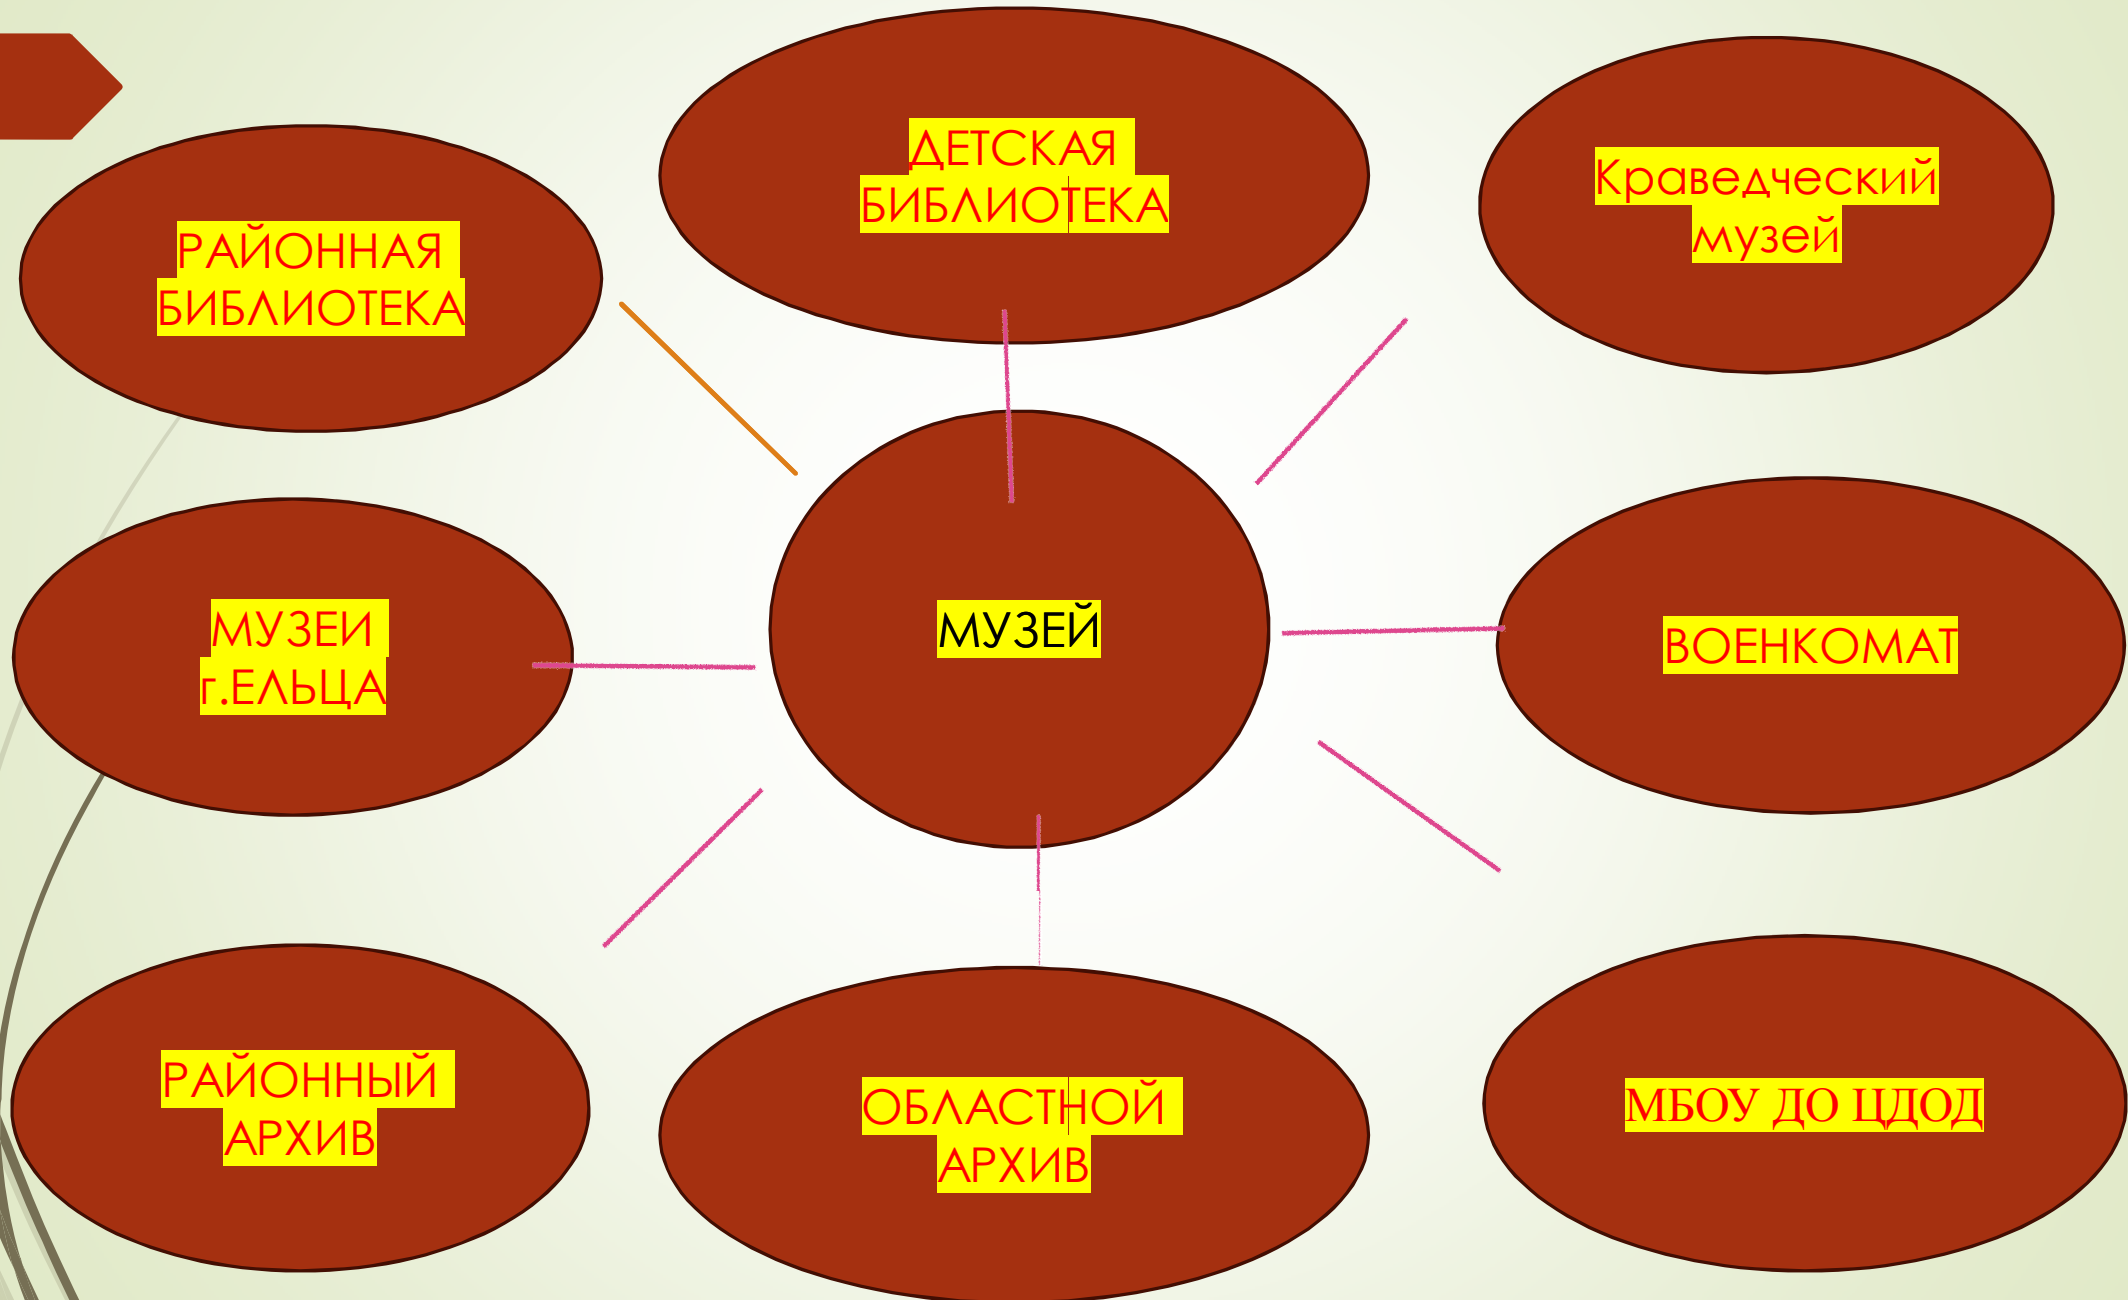 ДЕТСКАЯ
БИБЛИОТЕКА
Краведческий
музей
РАЙОННАЯ
БИБЛИОТЕКА
МУЗЕИ
г.ЕЛЬЦА
МУЗЕЙ
ВОЕНКОМАТ
РАЙОННЫЙ
АРХИВ
ОБЛАСТНОЙ
АРХИВ
МБОУ ДО ЦДОД